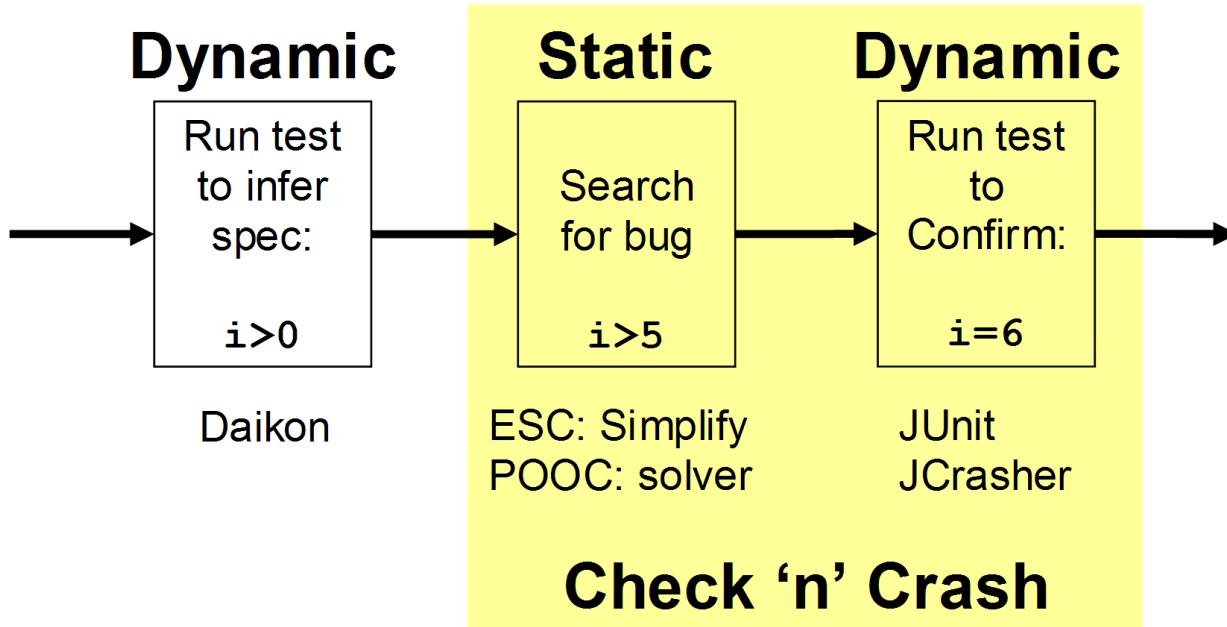 Dynamic
Run test
to infer
spec:
i>0
Daikon
Static
Search
for bug
i>5
ESC: Simplify
POOC: solver
Dynamic
Run test
to
Confirm:
i=6
JUnit
JCrasher
Check ‘n’ Crash